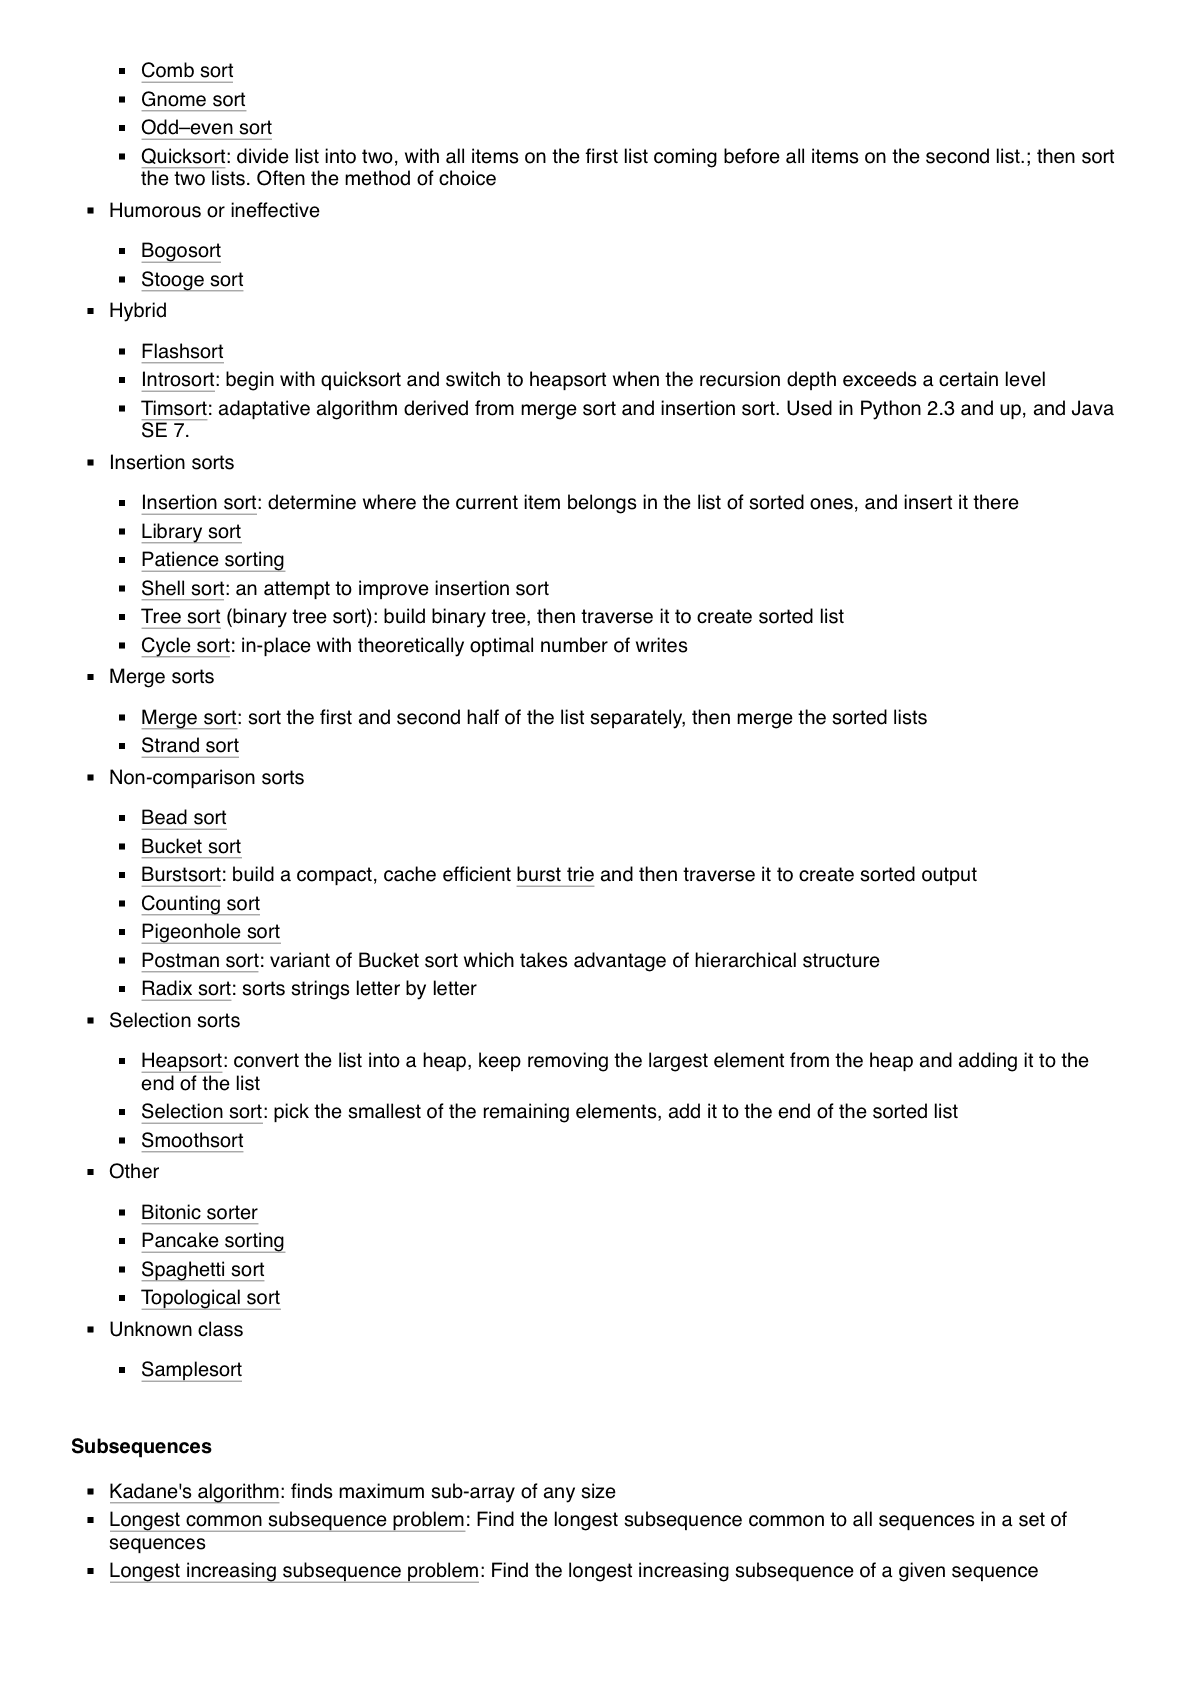 Comb sort
Gnome sort
Odd–even sort
Quicksort: divide list into two, with all items on the first list coming before all items on the second list.; then sort
the two lists. Often the method of choice
Humorous or ineffective
Bogosort
Stooge sort
Hybrid
Flashsort
Introsort: begin with quicksort and switch to heapsort when the recursion depth exceeds a certain level
Timsort: adaptative algorithm derived from merge sort and insertion sort. Used in Python 2.3 and up, and Java
SE 7.
Insertion sorts
Insertion sort: determine where the current item belongs in the list of sorted ones, and insert it there
Library sort
Patience sorting
Shell sort: an attempt to improve insertion sort
Tree sort (binary tree sort): build binary tree, then traverse it to create sorted list
Cycle sort: in-place with theoretically optimal number of writes
Merge sorts
Merge sort: sort the first and second half of the list separately, then merge the sorted lists
Strand sort
Non-comparison sorts
Bead sort
Bucket sort
Burstsort: build a compact, cache efficient burst trie and then traverse it to create sorted output
Counting sort
Pigeonhole sort
Postman sort: variant of Bucket sort which takes advantage of hierarchical structure
Radix sort: sorts strings letter by letter
Selection sorts
Heapsort: convert the list into a heap, keep removing the largest element from the heap and adding it to the
end of the list
Selection sort: pick the smallest of the remaining elements, add it to the end of the sorted list
Smoothsort
Other
Bitonic sorter
Pancake sorting
Spaghetti sort
Topological sort
Unknown class
Samplesort
Subsequences
Kadane's algorithm: finds maximum sub-array of any size
Longest common subsequence problem: Find the longest subsequence common to all sequences in a set of
sequences
Longest increasing subsequence problem: Find the longest increasing subsequence of a given sequence